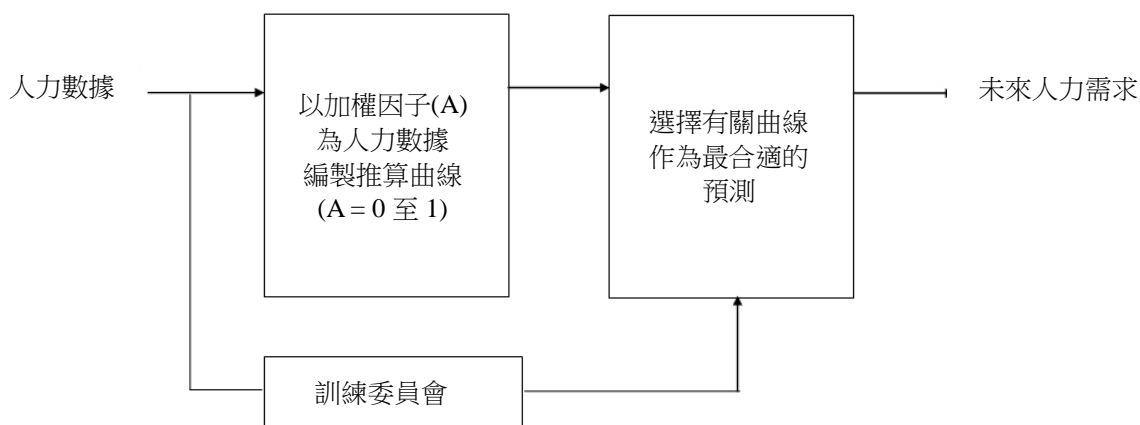 人力數據
以加權因子(A)
為人力數據
編製推算曲線
(A = 0 至 1)
選擇有關曲線
作為最合適的
預測
未來人力需求
訓練委員會